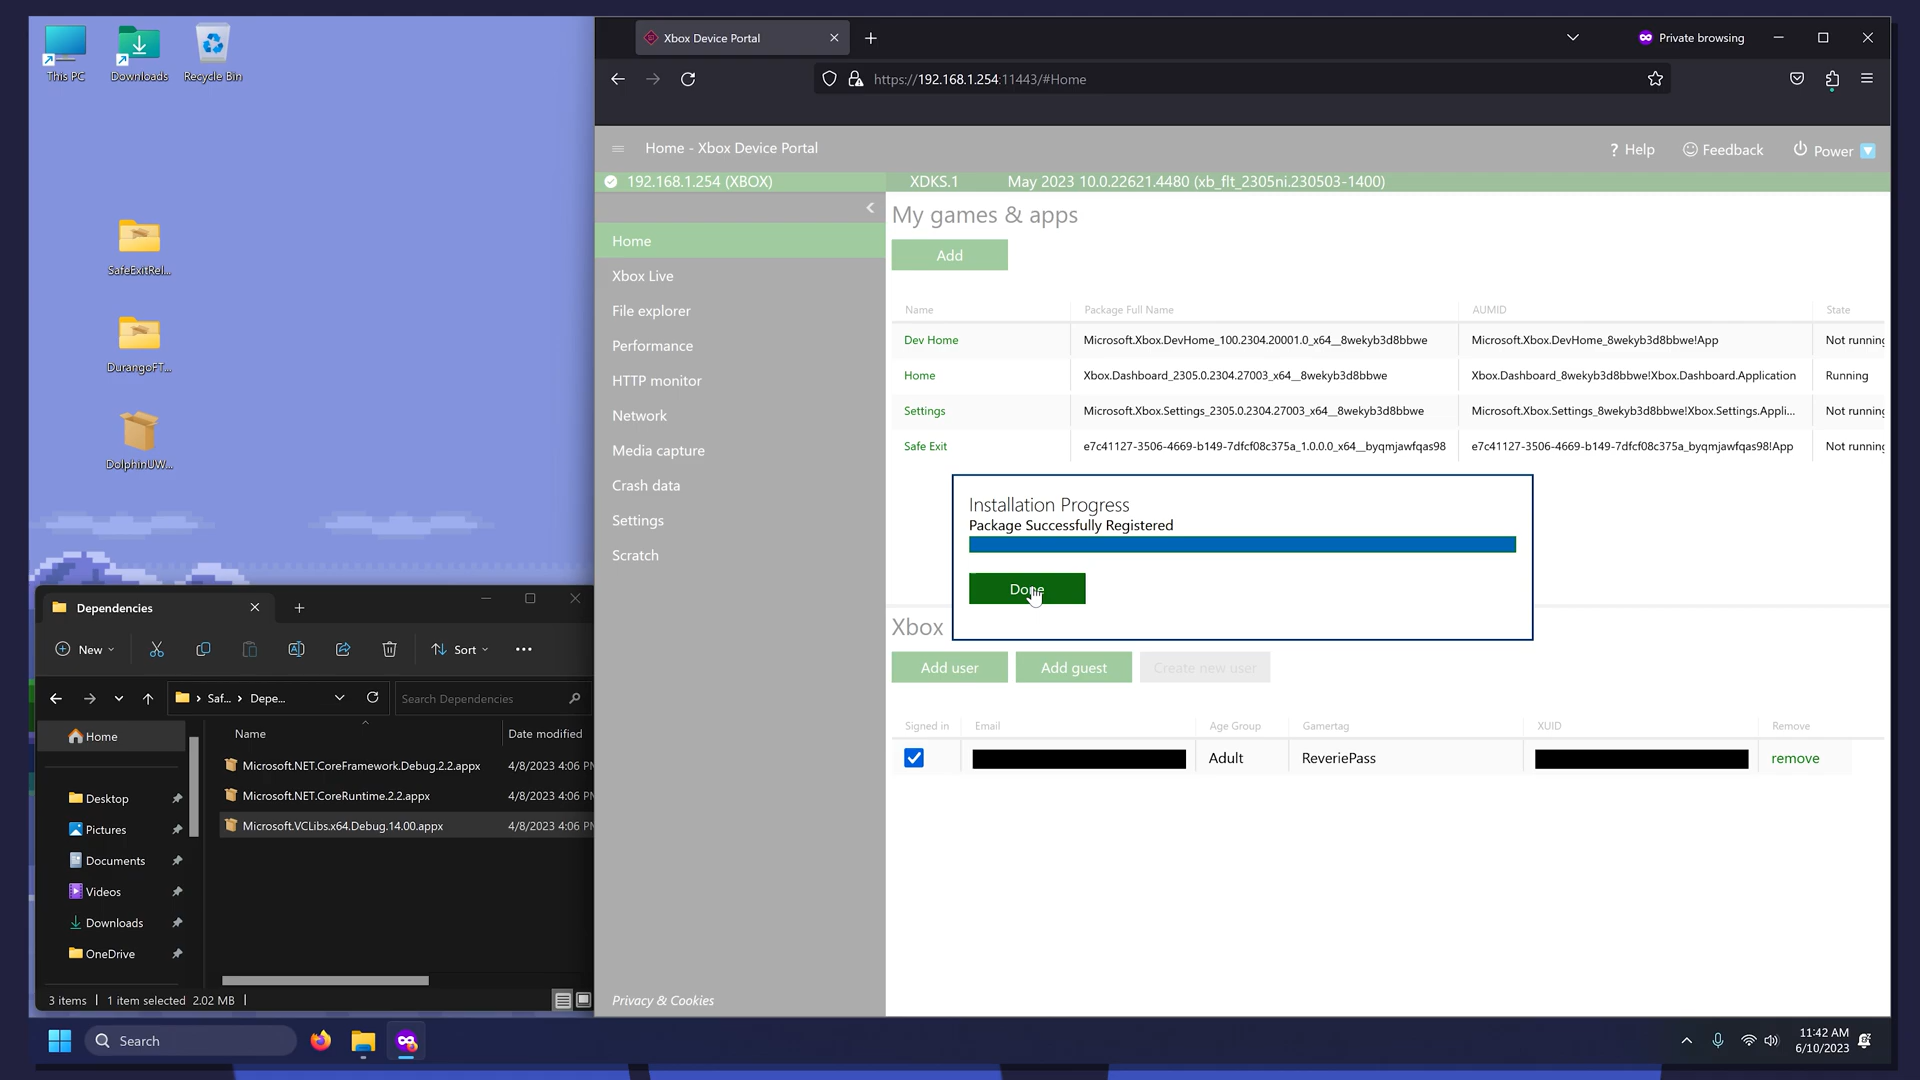 This PC
Downloads
Recycle Bin
SafeExitRel...
DurangoFT...
DolphinUW...
Xbox Device Portal
Private browsing
https://192.168.1.254:11443/#Home
Home - Xbox Device Portal
? Help
Feedback
Power
192.168.1.254 (XBOX)
XDKS.1
May 2023 10.0.22621.4480 (xb_flt_2305ni.230503-1400)
Home
Xbox Live
File explorer
Performance
HTTP monitor
Network
Media capture
Crash data
Settings
Scratch
Privacy & Cookies
My games & apps
Add
Name Package Full Name AUMID State
Dev Home Microsoft.Xbox.DevHome_100.2304.20001.0_x64__8wekyb3d8bbwe Microsoft.Xbox.DevHome_8wekyb3d8bbwe!App Not running
Home Xbox.Dashboard_2305.0.2304.27003_x64__8wekyb3d8bbwe Xbox.Dashboard_8wekyb3d8bbwe!Xbox.Dashboard.Application Running
Settings Microsoft.Xbox.Settings_2305.0.2304.27003_x64__8wekyb3d8bbwe Microsoft.Xbox.Settings_8wekyb3d8bbwe!Xbox.Settings.Appli... Not running
Safe Exit e7c41127-3506-4669-b149-7dfcf08c375a_1.0.0.0_x64__byqmjawfqas98 e7c41127-3506-4669-b149-7dfcf08c375a_byqmjawfqas98!App Not running
Installation Progress
Package Successfully Registered
Done
Xbox
Add user
Add guest
Create new user
Signed in Email Age Group Gamertag XUID Remove
Adult ReveriePass remove
Dependencies
New
Sort
Saf... > Depe...
Search Dependencies
Home
Desktop
Pictures
Documents
Videos
Downloads
OneDrive
Name Date modified
Microsoft.NET.CoreFramework.Debug.2.2.appx 4/8/2023 4:06 PM
Microsoft.NET.CoreRuntime.2.2.appx 4/8/2023 4:06 PM
Microsoft.VCLibs.x64.Debug.14.00.appx 4/8/2023 4:06 PM
3 items | 1 item selected 2.02 MB |
Search
11:42 AM
6/10/2023